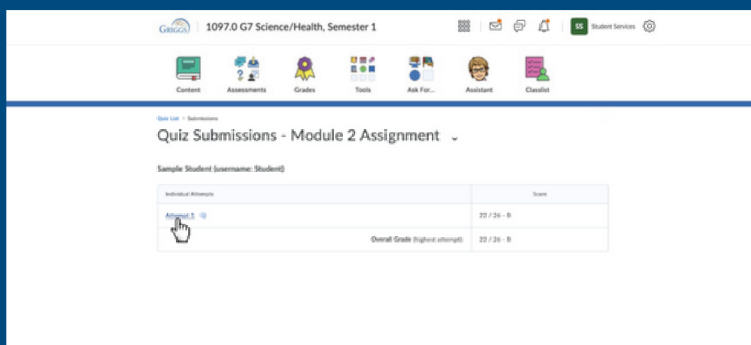 GRIGGS 1097.0 G7 Science/Health, Semester 1 SS Student Services
Content Assessments Grades Tools Ask For... Assistant Classlist
Quiz List > Submissions
Quiz Submissions - Module 2 Assignment
Sample Student (username: Student)
Individual Attempts Score
Attempt 1 22 / 26 - B
Overall Grade (highest attempt): 22 / 26 - B